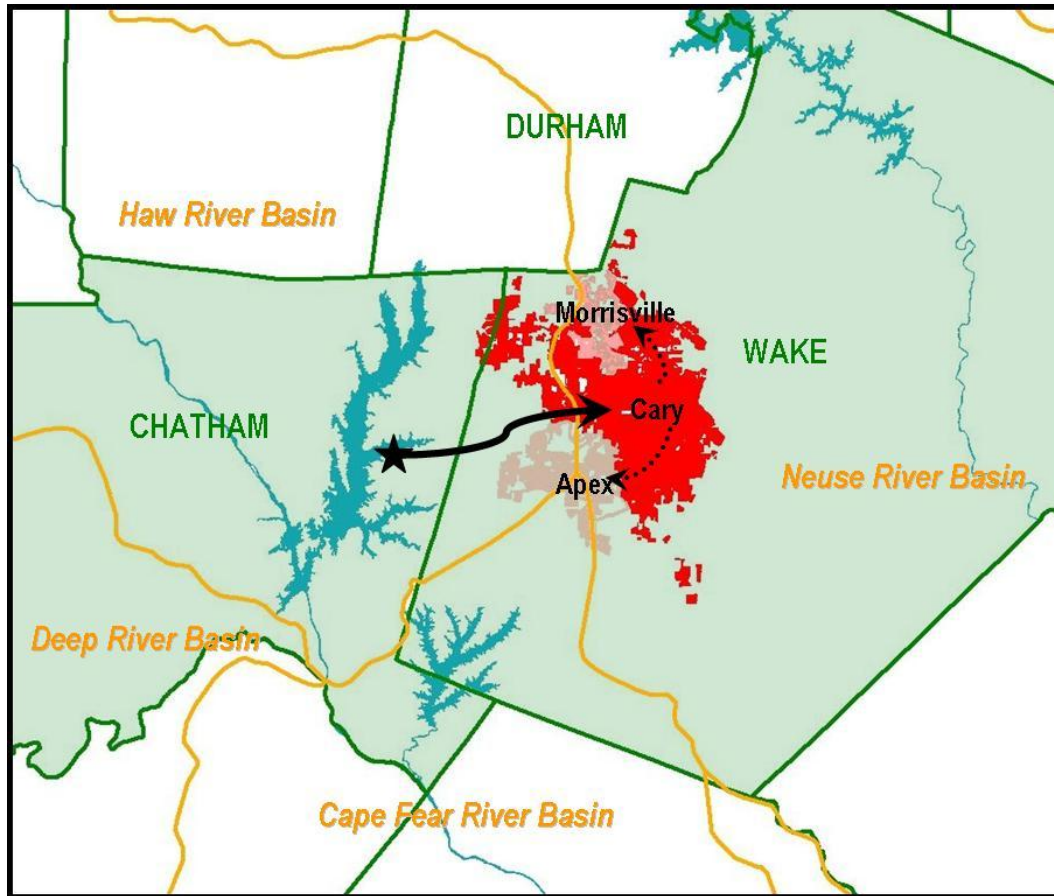 DURHAM
Haw River Basin
Morrisville
WAKE
CHATHAM
Cary
Apex
Neuse River Basin
Deep River Basin
Cape Fear River Basin